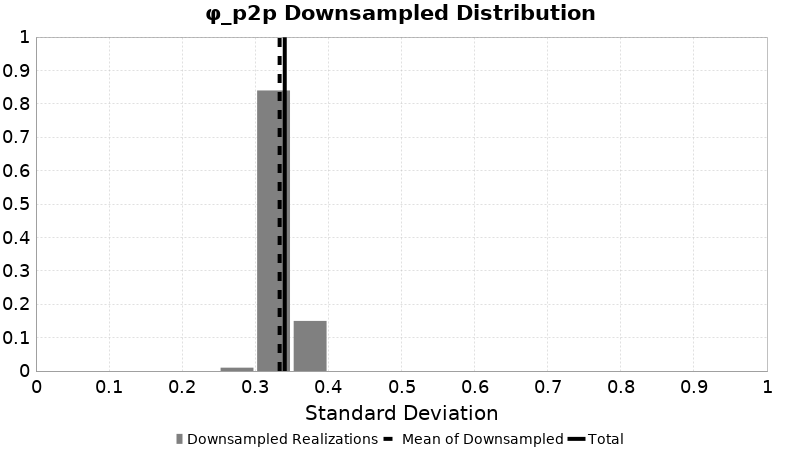 φ_p2p Downsampled Distribution
1
0.9
0.8
0.7
0.6
0.5
0.4
0.3
0.2
0.1
0
0 0.1 0.2 0.3 0.4 0.5 0.6 0.7 0.8 0.9 1
Standard Deviation
Downsampled Realizations Mean of Downsampled Total